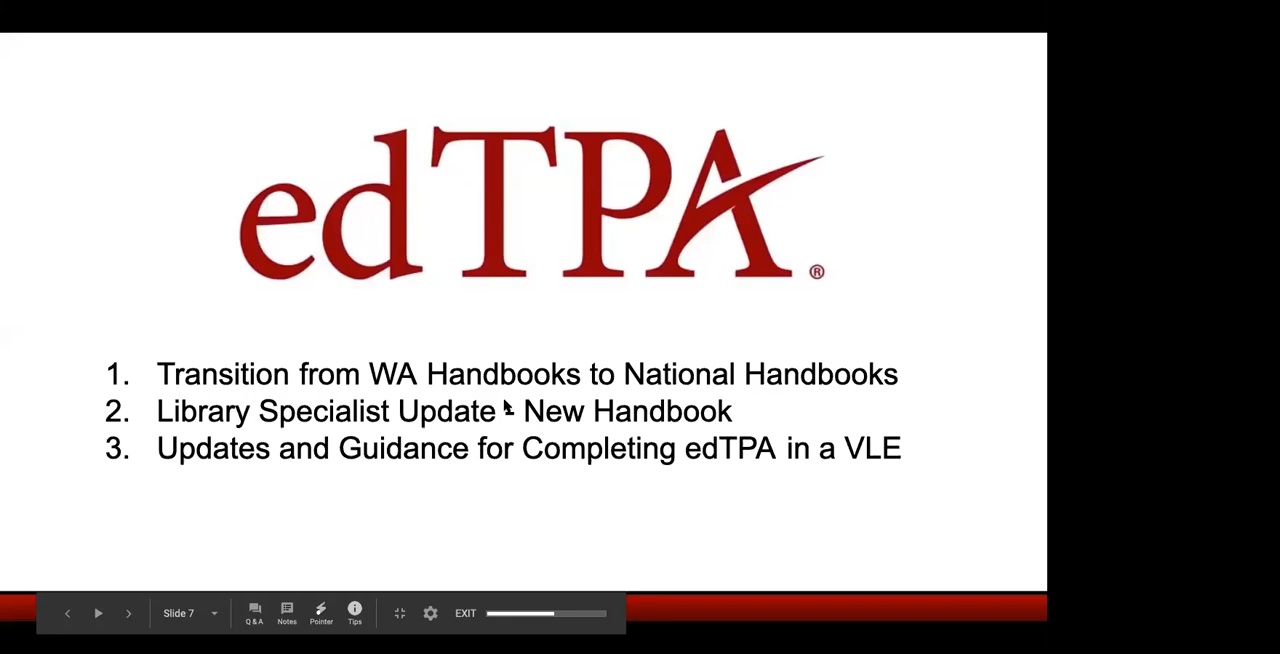 edTPA®
1. Transition from WA Handbooks to National Handbooks
2. Library Specialist Update - New Handbook
3. Updates and Guidance for Completing edTPA in a VLE
Slide 7
Q & A
Notes
Pointer
Tips
EXIT